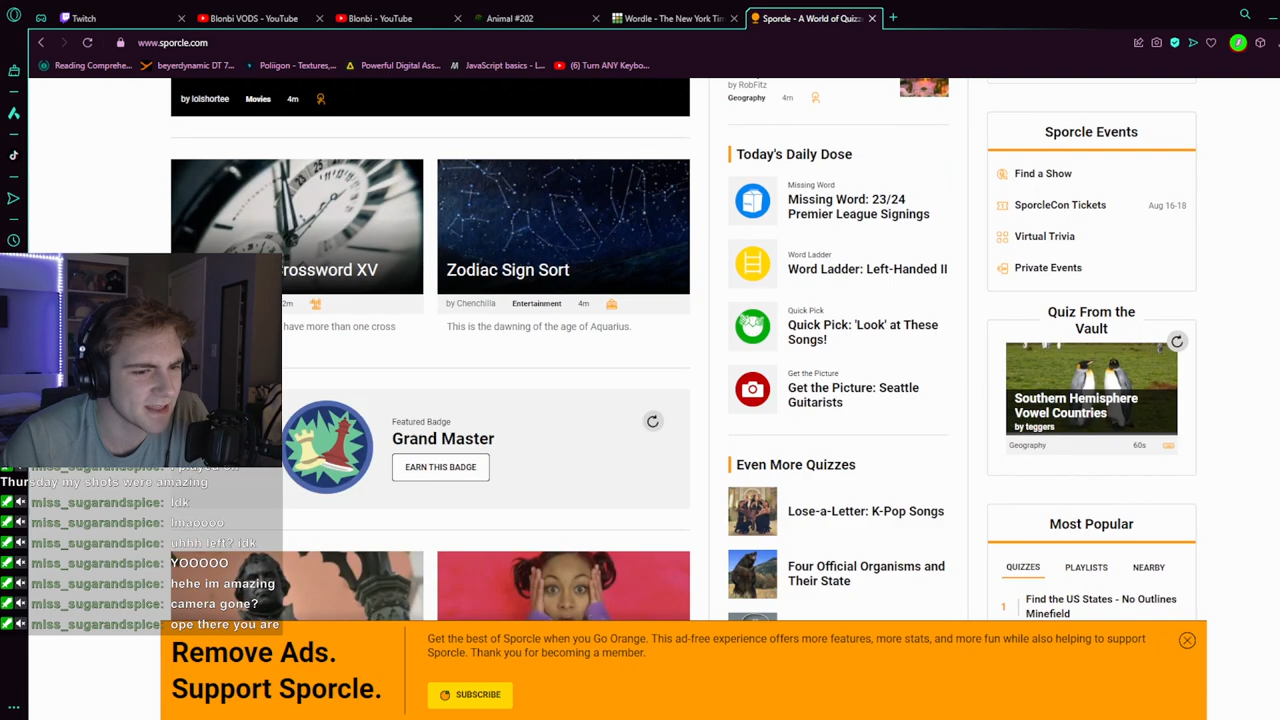 Twitch
Blonbi VODS - YouTube
Blonbi - YouTube
Animal #202
Wordle - The New York Tim
Sporcle - A World of Quizz
www.sporcle.com
Reading Comprehe...
beyerdynamic DT 7...
Poliigon - Textures,...
Powerful Digital Ass...
JavaScript basics - L...
(6) Turn ANY Keybo...
by lolshortee Movies 4m
by RobFitz
Geography 4m
rossword XV
2m
have more than one cross
Zodiac Sign Sort
by Chenchilla Entertainment 4m
This is the dawning of the age of Aquarius.
Featured Badge
Grand Master
EARN THIS BADGE
Today's Daily Dose
Missing Word
Missing Word: 23/24
Premier League Signings
Word Ladder
Word Ladder: Left-Handed II
Quick Pick
Quick Pick: 'Look' at These
Songs!
Get the Picture
Get the Picture: Seattle
Guitarists
Even More Quizzes
Lose-a-Letter: K-Pop Songs
Four Official Organisms and
Their State
Sporcle Events
Find a Show
SporcleCon Tickets Aug 16-18
Virtual Trivia
Private Events
Quiz From the
Vault
Southern Hemisphere
Vowel Countries
by teggers
Geography 60s
Most Popular
QUIZZES PLAYLISTS NEARBY
1 Find the US States - No Outlines
Minefield
Thursday my shots were amazing
miss_sugarandspice: Idk
miss_sugarandspice: lmaoooo
miss_sugarandspice: uhhh left? idk
miss_sugarandspice: YOOOOO
miss_sugarandspice: hehe im amazing
miss_sugarandspice: camera gone?
miss_sugarandspice: ope there you are
Remove Ads.
Support Sporcle.
Get the best of Sporcle when you Go Orange. This ad-free experience offers more features, more stats, and more fun while also helping to support
Sporcle. Thank you for becoming a member.
SUBSCRIBE